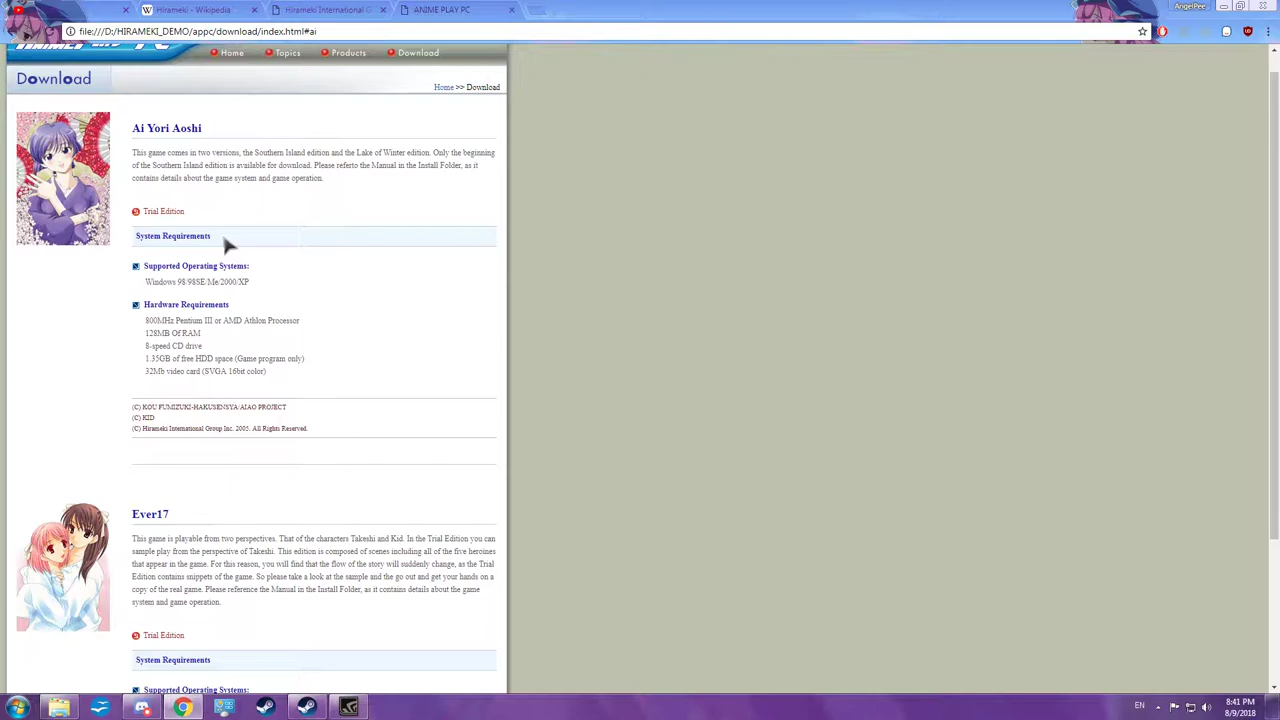 Hirameki - Wikipedia
Hirameki International G
ANIME PLAY PC
AngelPee
file:///D:/HIRAMEKI_DEMO/appc/download/index.html#ai
Home
Topics
Products
Download
Download
Home >> Download
Ai Yori Aoshi
This game comes in two versions, the Southern Island edition and the Lake of Winter edition. Only the beginning
of the Southern Island edition is available for download. Please referto the Manual in the Install Folder, as it
contains details about the game system and game operation.
Trial Edition
System Requirements
Supported Operating Systems:
Windows 98/98SE/Me/2000/XP
Hardware Requirements
800MHz Pentium III or AMD Athlon Processor
128MB Of RAM
8-speed CD drive
1.35GB of free HDD space (Game program only)
32Mb video card (SVGA 16bit color)
(C) KOU FUMIZUKI-HAKUSENSYA/AIAO PROJECT
(C) KID
(C) Hirameki International Group Inc. 2005. All Rights Reserved.
Ever17
This game is playable from two perspectives. That of the characters Takeshi and Kid. In the Trial Edition you can
sample play from the perspective of Takeshi. This edition is composed of scenes including all of the five heroines
that appear in the game. For this reason, you will find that the flow of the story will suddenly change, as the Trial
Edition contains snippets of the game. So please take a look at the sample and the go out and get your hands on a
copy of the real game. Please reference the Manual in the Install Folder, as it contains details about the game
system and game operation.
Trial Edition
System Requirements
Supported Operating Systems:
EN
8:41 PM
8/9/2018